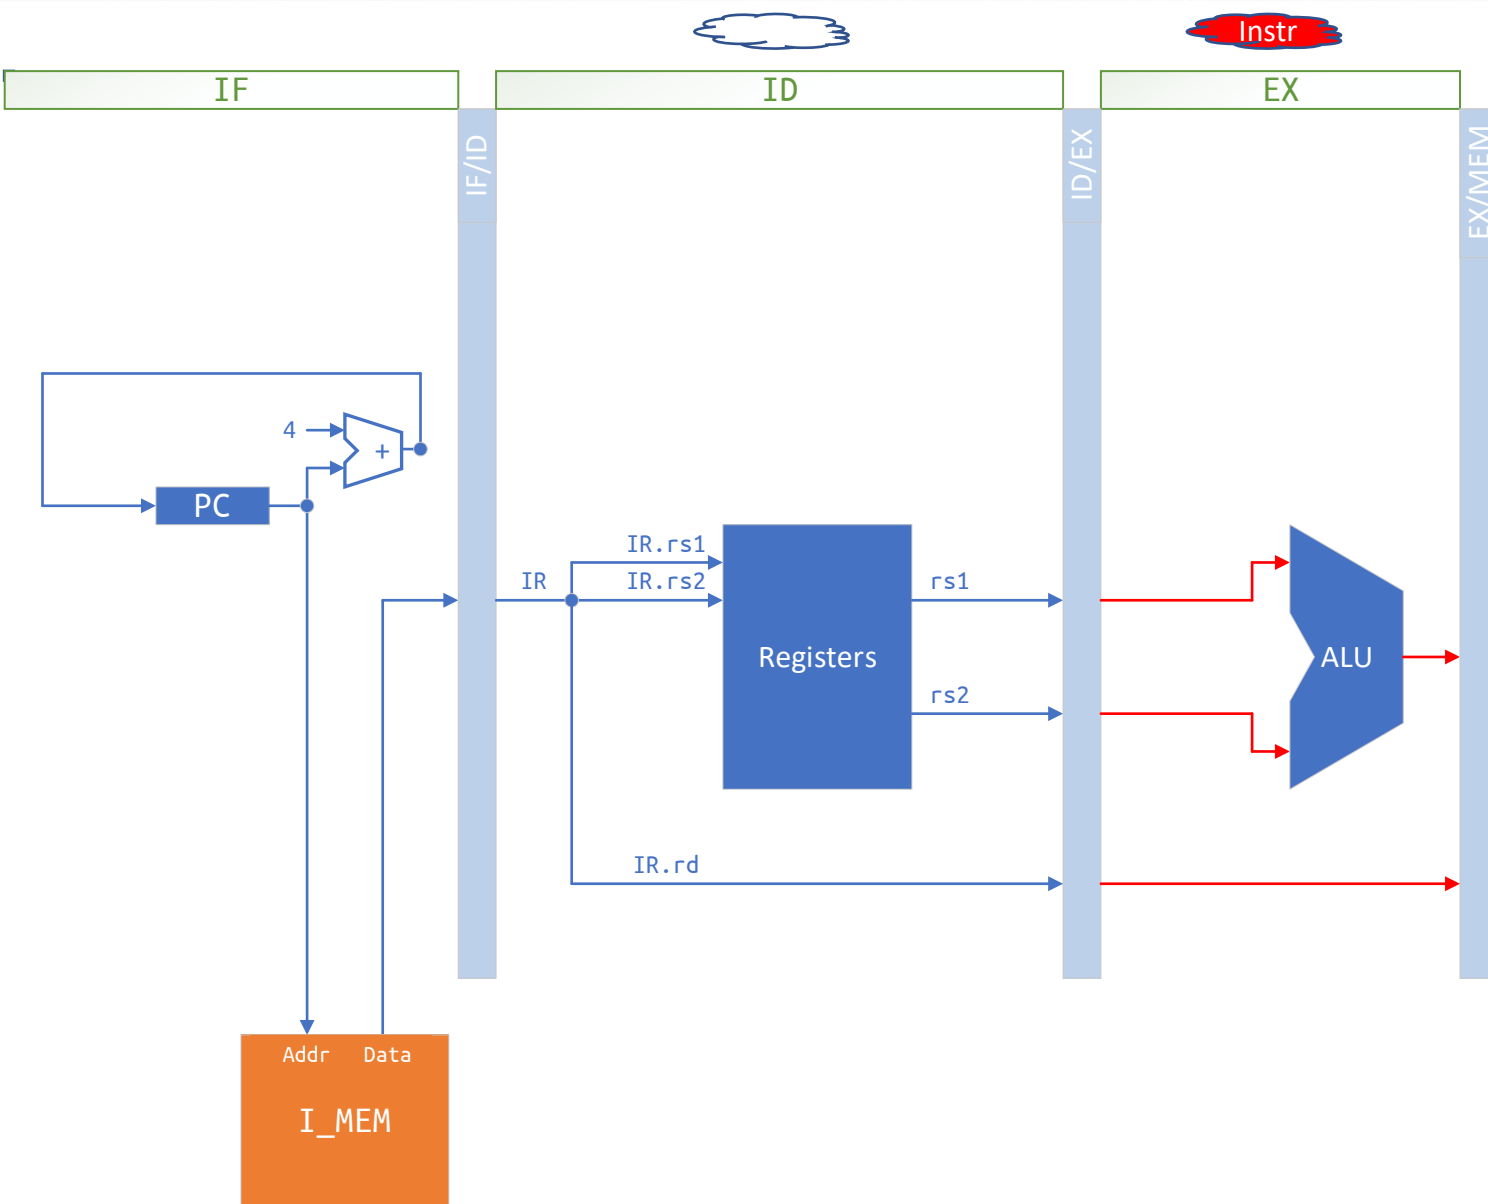 Instr
IF
ID
EX
IF/ID
ID/EX
EX/MEM
4
+
PC
IR
IR.rs1
IR.rs2
Registers
rs1
rs2
ALU
IR.rd
Addr
Data
I_MEM